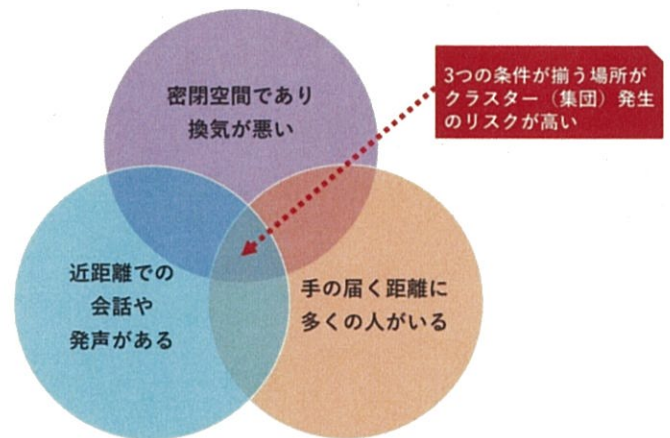 密閉空間であり
換気が悪い
3つの条件が揃う場所が
クラスター（集団）発生
のリスクが高い
近距離での
会話や
発声がある
手の届く距離に
多くの人がいる